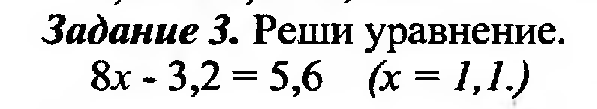 Задание 3. Реши уравнение.
8x - 3,2 = 5,6 (x = 1,1.)